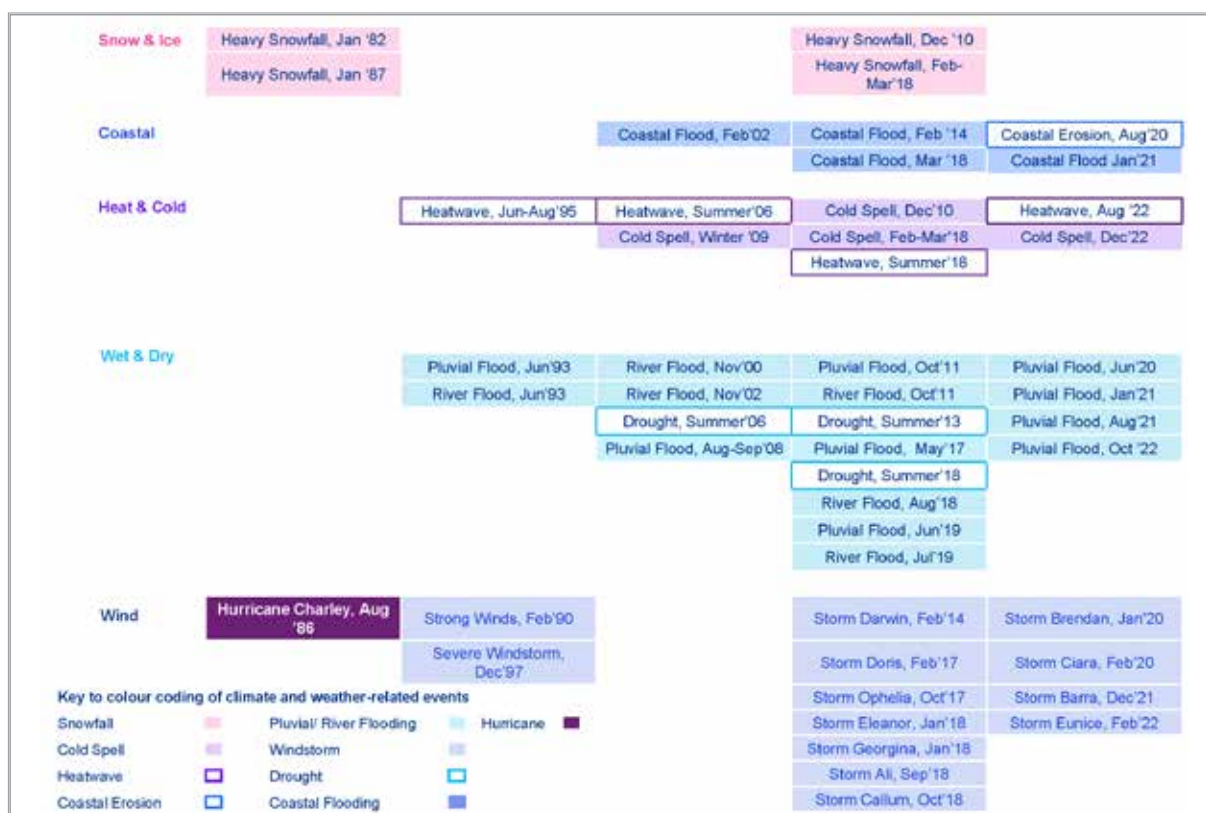 Snow & Ice
Heavy Snowfall, Jan '82
Heavy Snowfall, Dec '10
Heavy Snowfall, Jan '87
Heavy Snowfall, Feb-
Mar'18
Coastal
Coastal Flood, Feb'02
Coastal Flood, Feb '14
Coastal Erosion, Aug'20
Coastal Flood, Mar '18
Coastal Flood Jan'21
Heat & Cold
Heatwave, Jun-Aug'95
Heatwave, Summer'06
Cold Spell, Dec'10
Heatwave, Aug '22
Cold Spell, Winter '09
Cold Spell, Feb-Mar'18
Cold Spell, Dec'22
Heatwave, Summer'18
Wet & Dry
Pluvial Flood, Jun'93
River Flood, Nov'00
Pluvial Flood, Oct'11
Pluvial Flood, Jun'20
River Flood, Jun'93
River Flood, Nov'02
River Flood, Oct'11
Pluvial Flood, Jan'21
Drought, Summer'06
Drought, Summer'13
Pluvial Flood, Aug'21
Pluvial Flood, Aug-Sep'08
Pluvial Flood, May'17
Pluvial Flood, Oct '22
Drought, Summer'18
River Flood, Aug'18
Pluvial Flood, Jun'19
River Flood, Jul'19
Wind
Hurricane Charley, Aug
'86
Strong Winds, Feb'90
Storm Darwin, Feb'14
Storm Brendan, Jan'20
Severe Windstorm,
Dec'97
Storm Doris, Feb'17
Storm Ciara, Feb'20
Key to colour coding of climate and weather-related events
Storm Ophelia, Oct'17
Storm Barra, Dec'21
Snowfall
Pluvial/ River Flooding
Hurricane
Storm Eleanor, Jan'18
Storm Eunice, Feb'22
Cold Spell
Windstorm
Storm Georgina, Jan'18
Heatwave
Drought
Storm Ali, Sep'18
Coastal Erosion
Coastal Flooding
Storm Callum, Oct'18